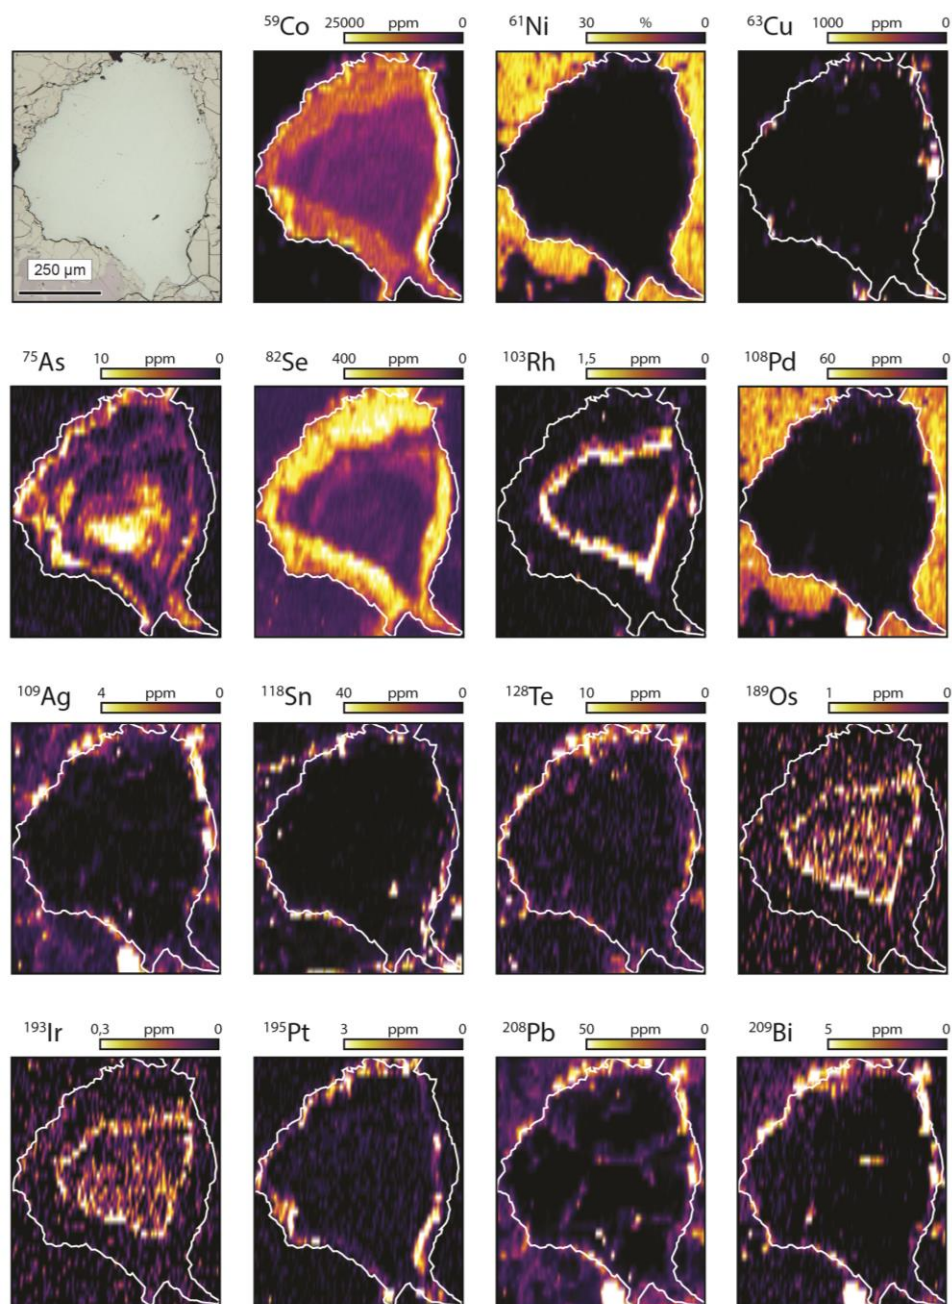 ⁵⁹Co 25000 ppm 0
⁶¹Ni 30 % 0
⁶³Cu 1000 ppm 0
250 µm
⁷⁵As 10 ppm 0
⁸²Se 400 ppm 0
¹⁰³Rh 1,5 ppm 0
¹⁰⁸Pd 60 ppm 0
¹⁰⁹Ag 4 ppm 0
¹¹⁸Sn 40 ppm 0
¹²⁸Te 10 ppm 0
¹⁸⁹Os 1 ppm 0
¹⁹³Ir 0,3 ppm 0
¹⁹⁵Pt 3 ppm 0
²⁰⁸Pb 50 ppm 0
²⁰⁹Bi 5 ppm 0